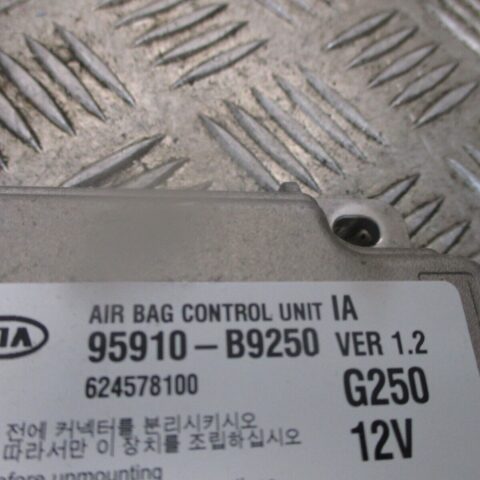 AIR BAG CONTROL UNIT IA
95910-B9250 VER 1.2
624578100 G250
전에 커넥터를 분리시키시오
따라서만 이 장치를 조립하십시오 12V
before unmounting